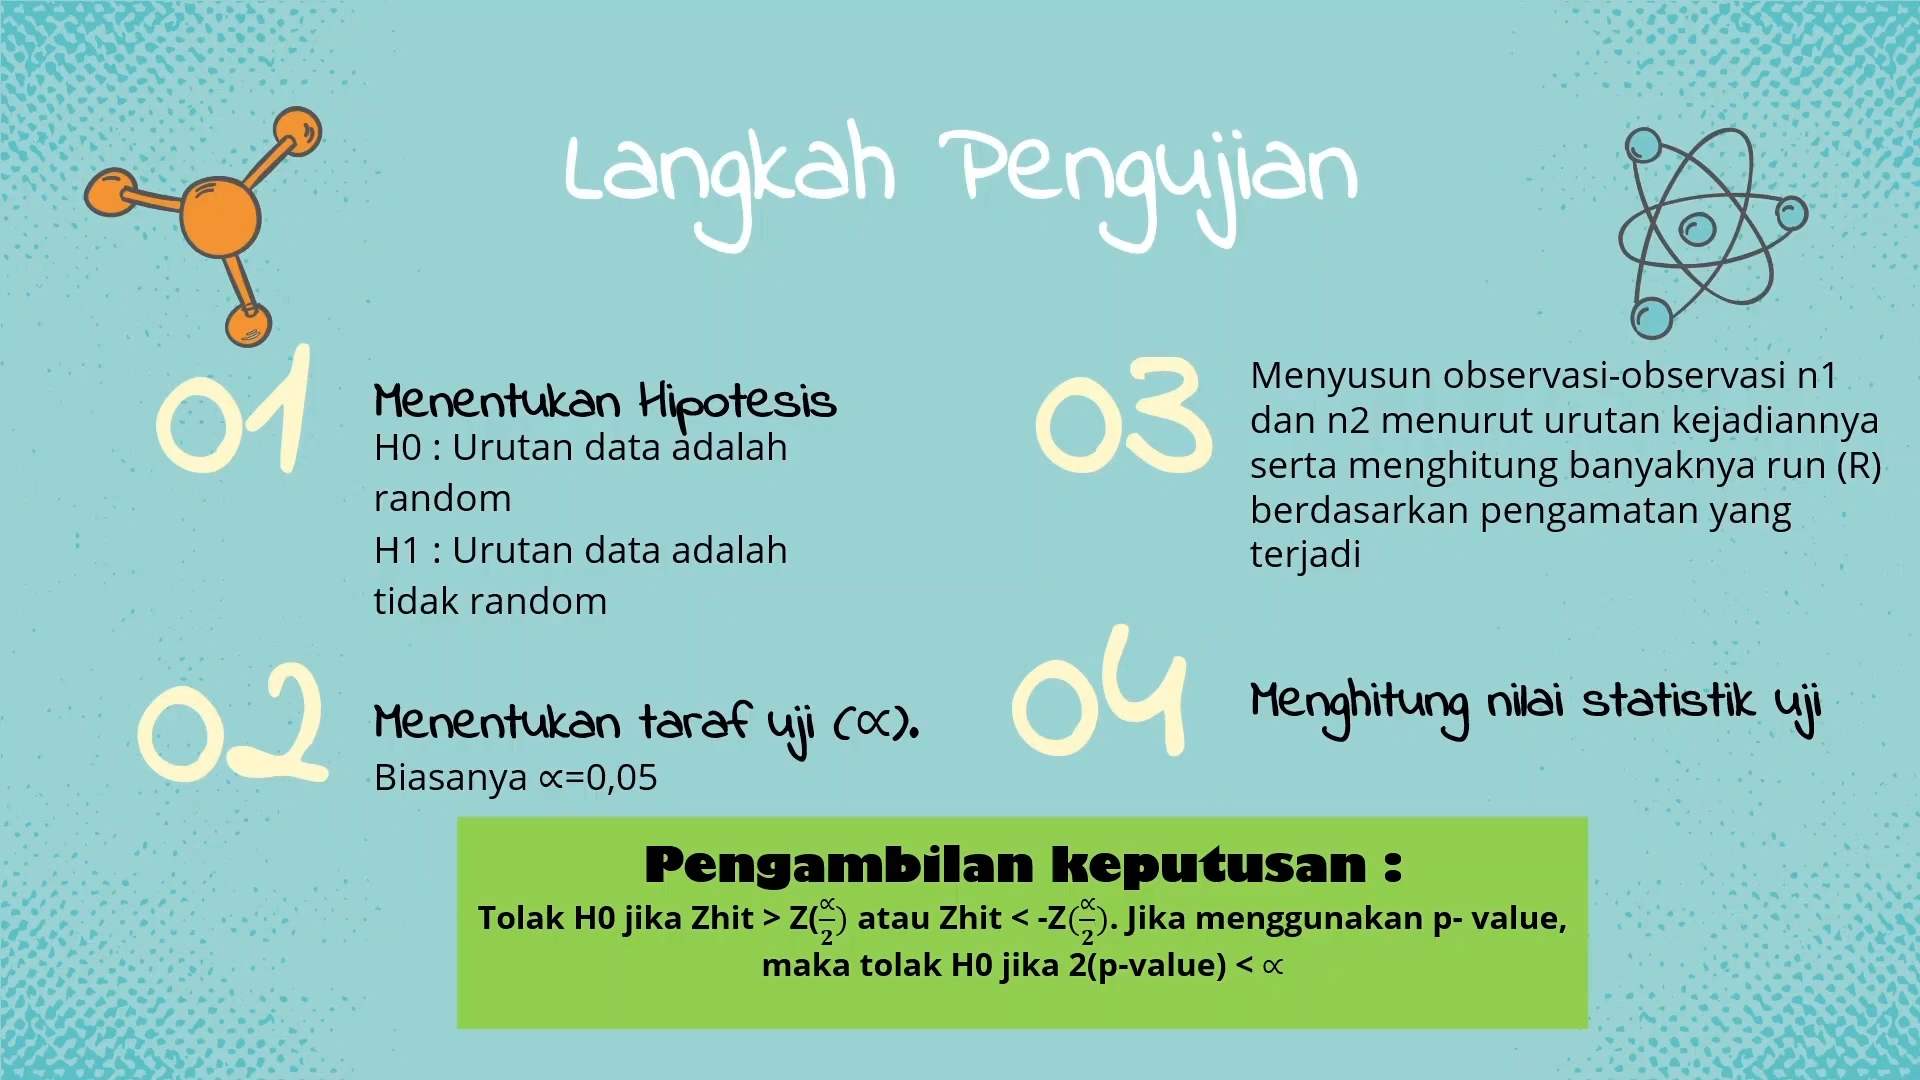 Langkah Pengujian
01
Menentukan Hipotesis
H0 : Urutan data adalah
random
H1 : Urutan data adalah
tidak random
02
Menentukan taraf uji (∝).
Biasanya ∝=0,05
03
Menyusun observasi-observasi n1
dan n2 menurut urutan kejadiannya
serta menghitung banyaknya run (R)
berdasarkan pengamatan yang
terjadi
04
Menghitung nilai statistik uji
Pengambilan keputusan :
Tolak H0 jika Zhit > Z(∝/2) atau Zhit < -Z(∝/2). Jika menggunakan p- value,
maka tolak H0 jika 2(p-value) < ∝